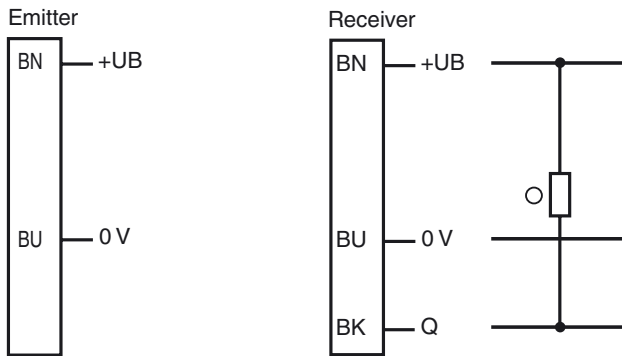 Emitter
BN +UB
BU 0 V
Receiver
BN +UB
BU 0 V
BK Q